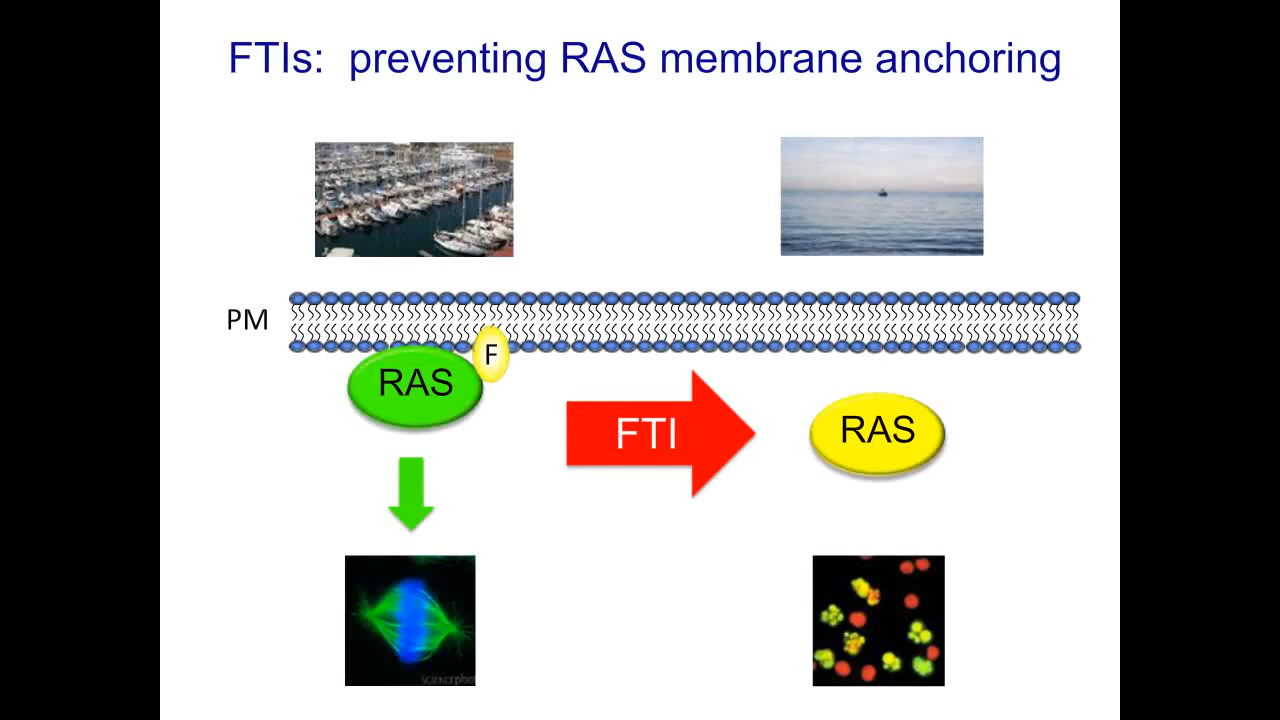 FTIs: preventing RAS membrane anchoring
PM
F
RAS
FTI
RAS